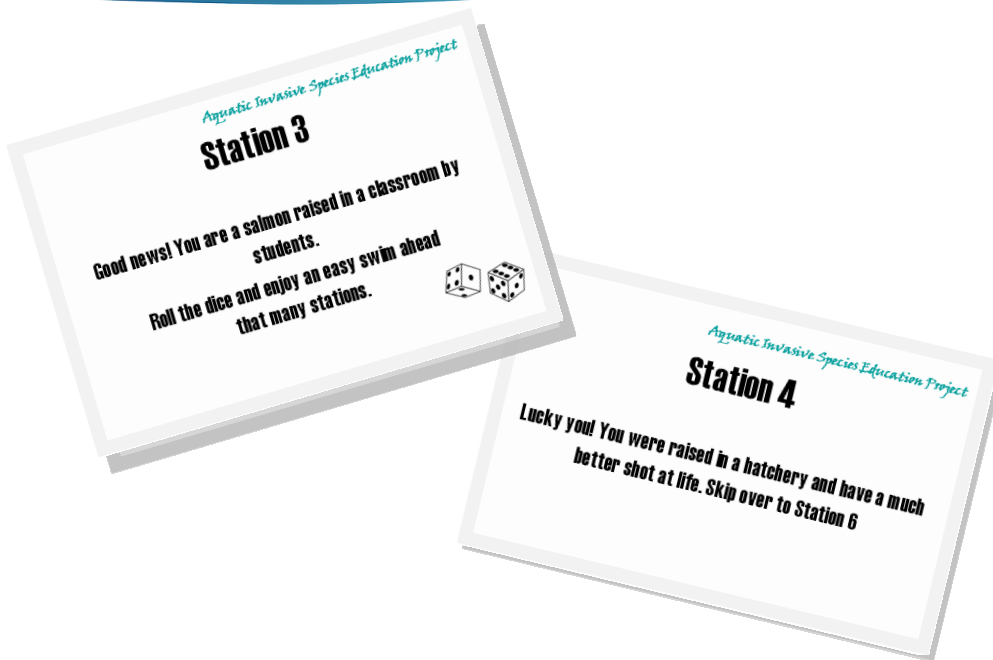 Aquatic Invasive Species Education Project
Station 3
Good news! You are a salmon raised in a classroom by
students.
Roll the dice and enjoy an easy swim ahead
that many stations.
Aquatic Invasive Species Education Project
Station 4
Lucky you! You were raised in a hatchery and have a much
better shot at life. Skip over to Station 6